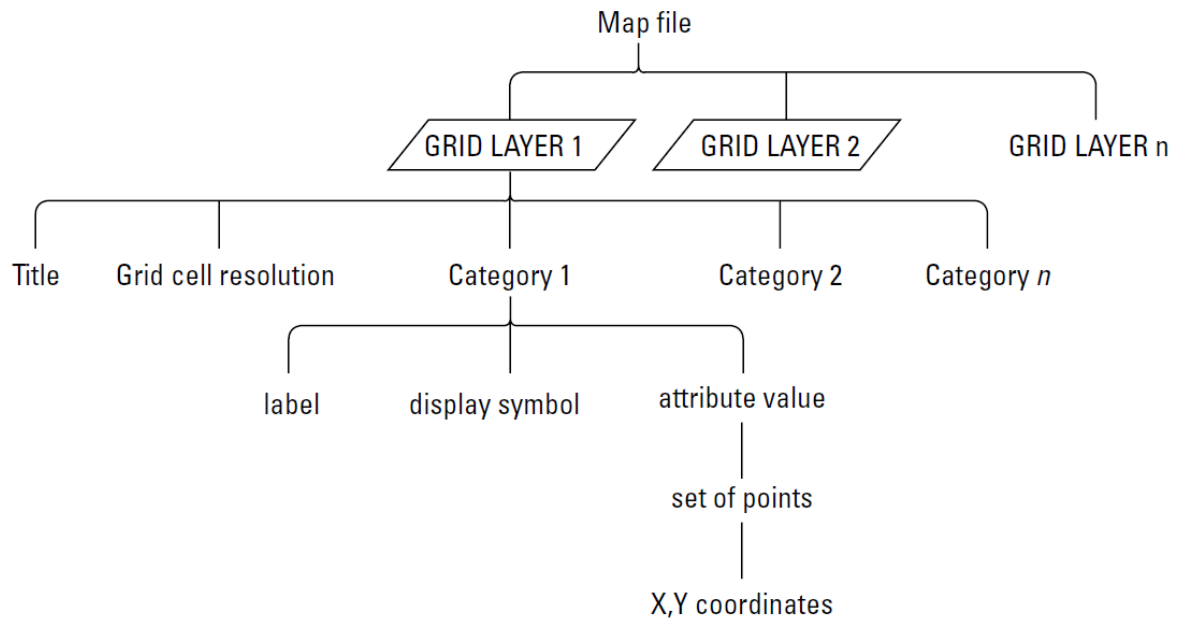 Map file
GRID LAYER 1
GRID LAYER 2
GRID LAYER n
Title
Grid cell resolution
Category 1
Category 2
Category n
label
display symbol
attribute value
set of points
X,Y coordinates